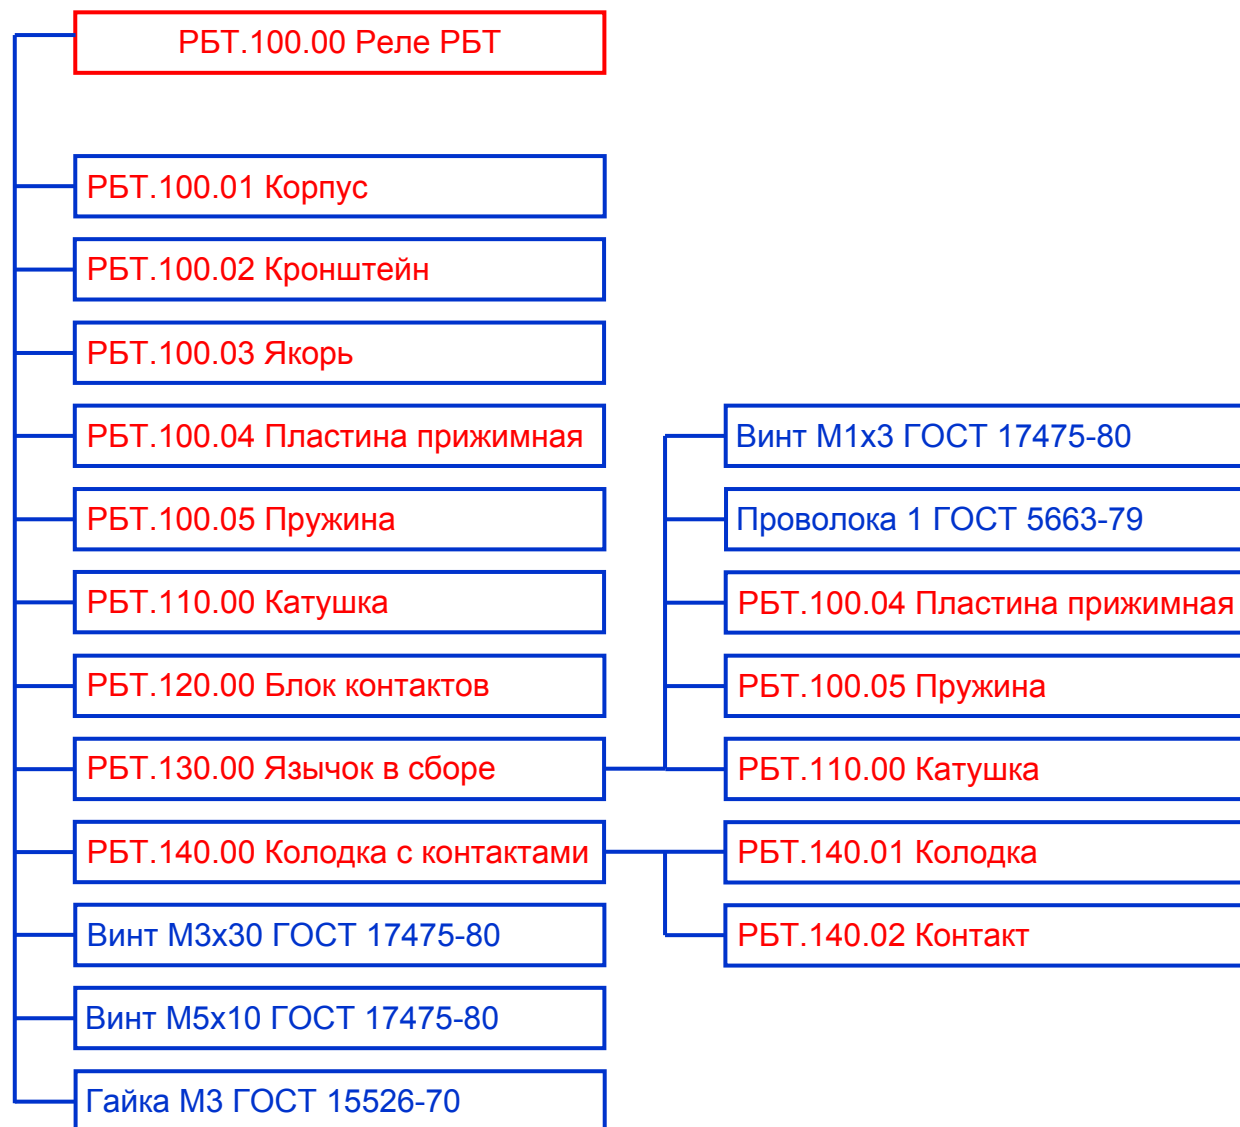 РБТ.100.00 Реле РБТ
РБТ.100.01 Корпус
РБТ.100.02 Кронштейн
РБТ.100.03 Якорь
РБТ.100.04 Пластина прижимная
РБТ.100.05 Пружина
РБТ.110.00 Катушка
РБТ.120.00 Блок контактов
РБТ.130.00 Язычок в сборе
РБТ.140.00 Колодка с контактами
Винт М3х30 ГОСТ 17475-80
Винт М5х10 ГОСТ 17475-80
Гайка М3 ГОСТ 15526-70
Винт М1х3 ГОСТ 17475-80
Проволока 1 ГОСТ 5663-79
РБТ.100.04 Пластина прижимная
РБТ.100.05 Пружина
РБТ.110.00 Катушка
РБТ.140.01 Колодка
РБТ.140.02 Контакт